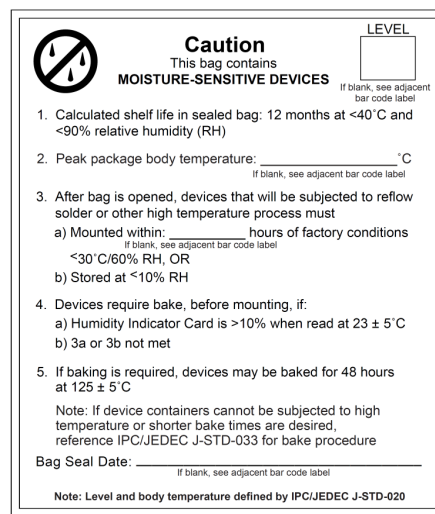 LEVEL
Caution
This bag contains
MOISTURE-SENSITIVE DEVICES
If blank, see adjacent
bar code label
1. Calculated shelf life in sealed bag: 12 months at <40˚C and
<90% relative humidity (RH)
2. Peak package body temperature: ____________________˚C
If blank, see adjacent bar code label
3. After bag is opened, devices that will be subjected to reflow
solder or other high temperature process must
a) Mounted within: ___________ hours of factory conditions
If blank, see adjacent bar code label
<30˚C/60% RH, OR
b) Stored at <10% RH
4. Devices require bake, before mounting, if:
a) Humidity Indicator Card is >10% when read at 23 ± 5˚C
b) 3a or 3b not met
5. If baking is required, devices may be baked for 48 hours
at 125 ± 5˚C
Note: If device containers cannot be subjected to high
temperature or shorter bake times are desired,
reference IPC/JEDEC J-STD-033 for bake procedure
Bag Seal Date: ______________________________________
If blank, see adjacent bar code label
Note: Level and body temperature defined by IPC/JEDEC J-STD-020